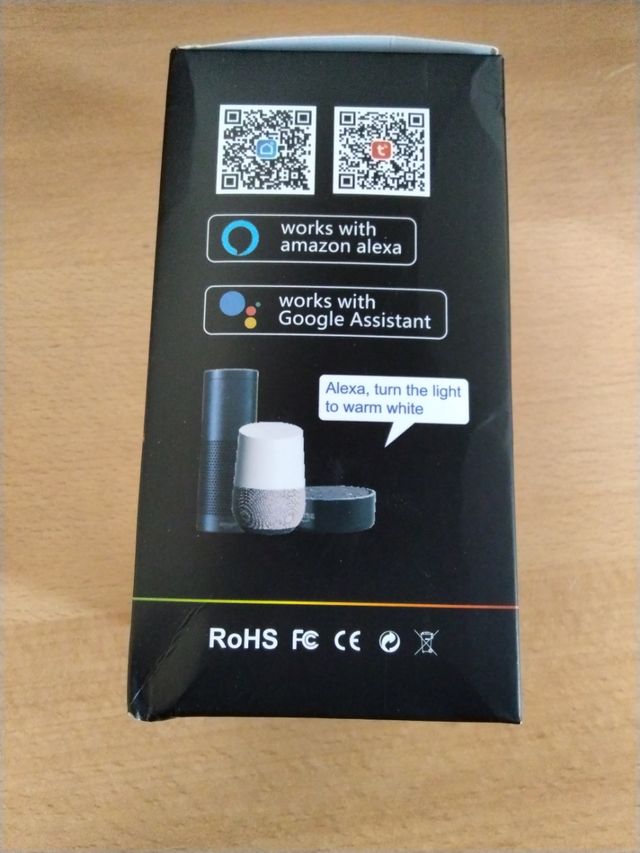 works with
amazon alexa
works with
Google Assistant
Alexa, turn the light
to warm white
RoHS FC CE